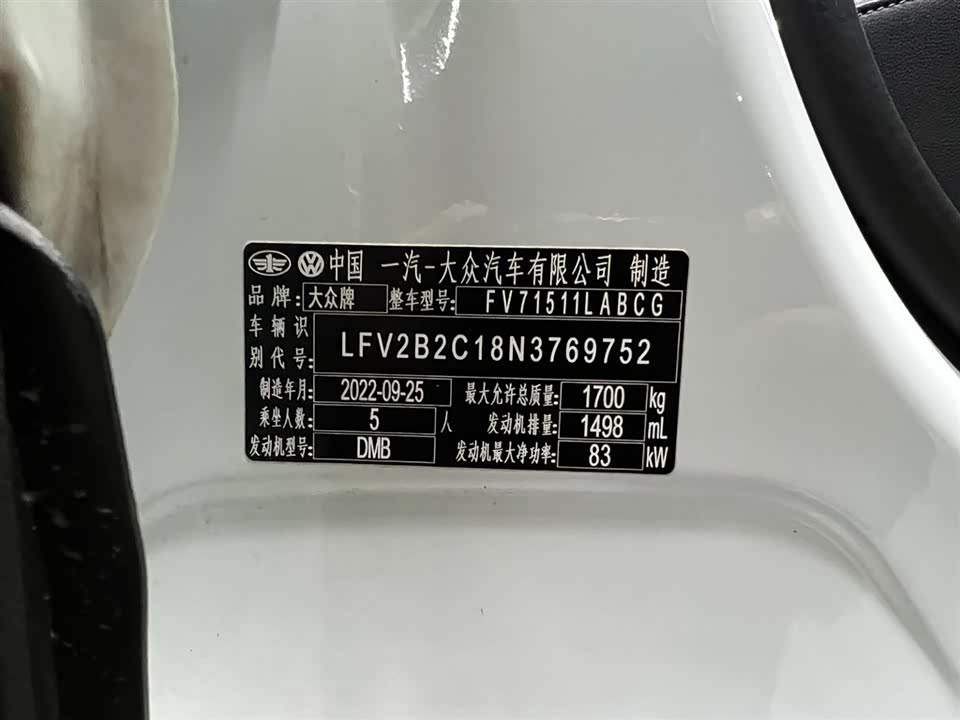 中国 一汽-大众汽车有限公司 制造
品牌: 大众牌 整车型号: FV71511LABCG
车辆识别代号: LFV2B2C18N3769752
制造年月: 2022-09-25 最大允许总质量: 1700 kg
乘坐人数: 5 人 发动机排量: 1498 mL
发动机型号: DMB 发动机最大净功率: 83 kW